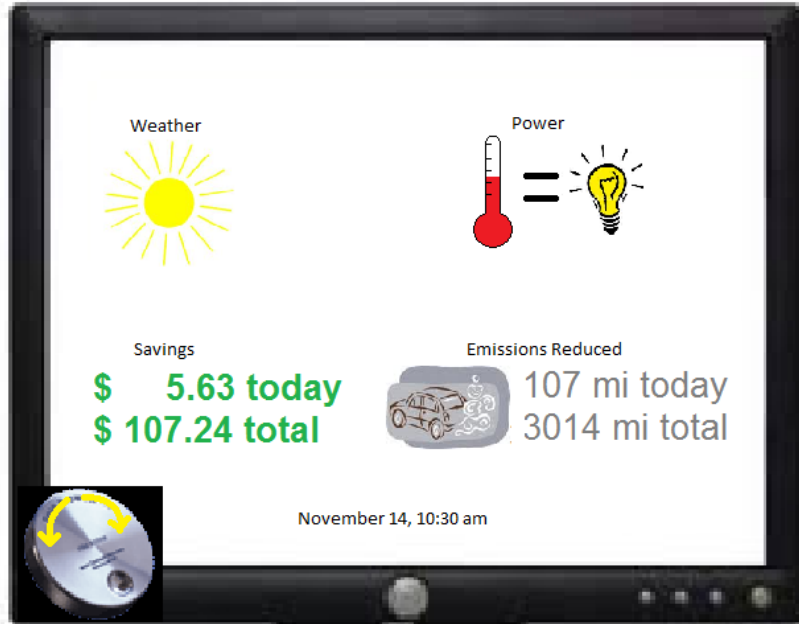 Weather
Power
Savings
$ 5.63 today
$ 107.24 total
Emissions Reduced
107 mi today
3014 mi total
November 14, 10:30 am